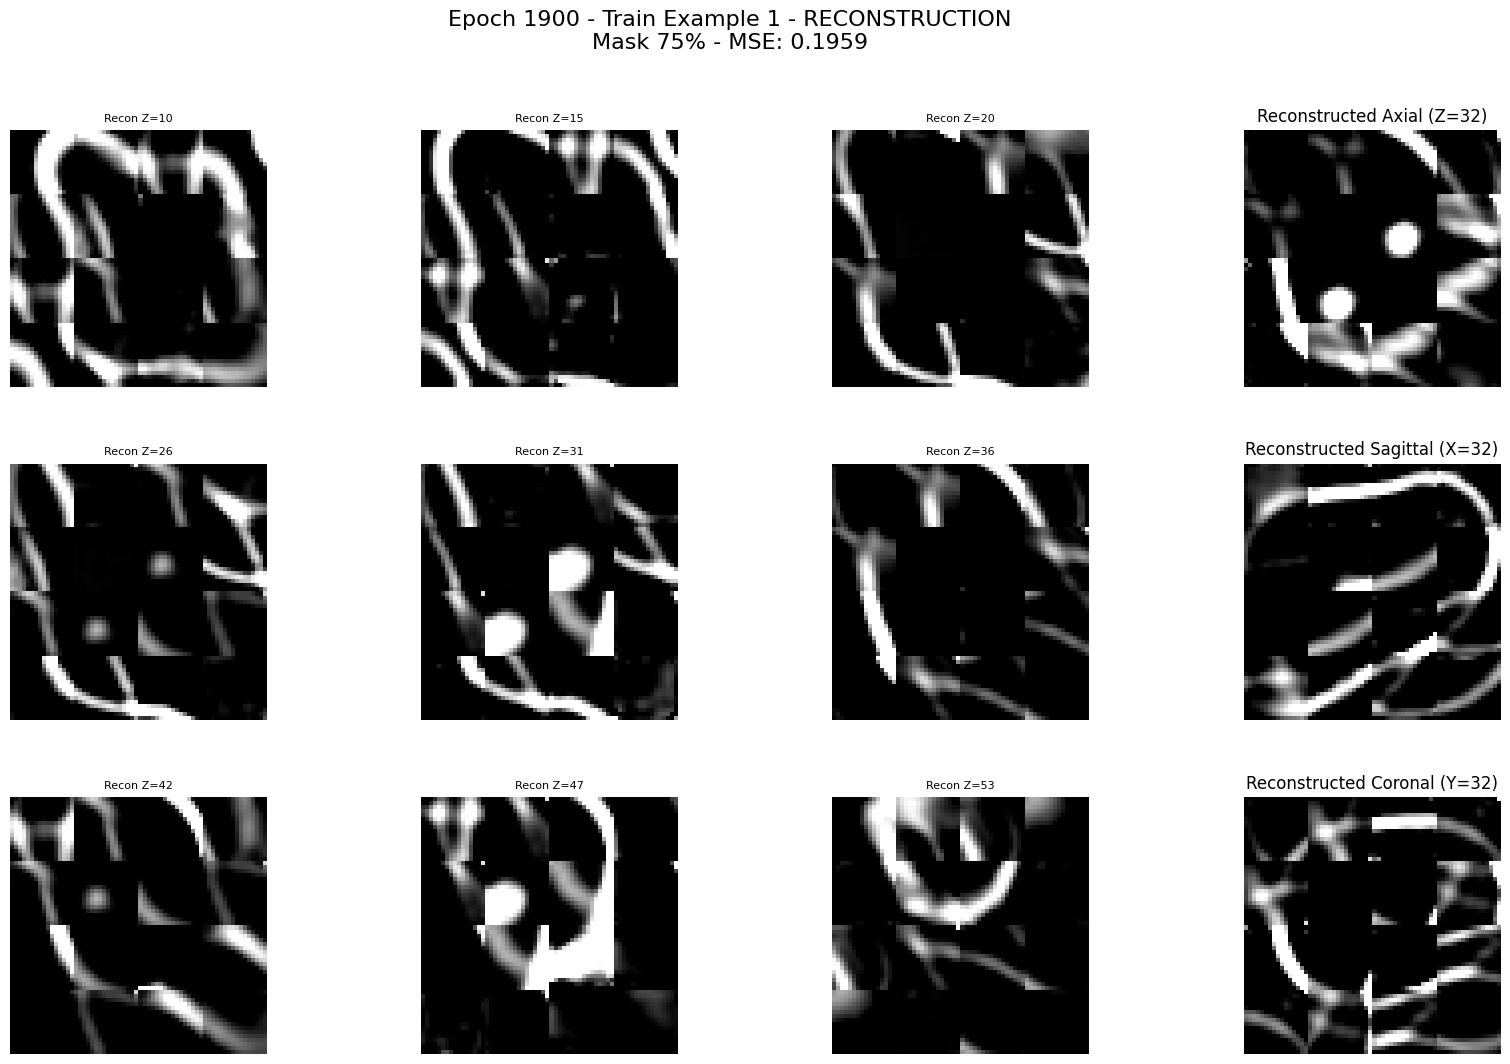 Epoch 1900 - Train Example 1 - RECONSTRUCTION
Mask 75% - MSE: 0.1959
Recon Z=10
Recon Z=15
Recon Z=20
Reconstructed Axial (Z=32)
Recon Z=26
Recon Z=31
Recon Z=36
Reconstructed Sagittal (X=32)
Recon Z=42
Recon Z=47
Recon Z=53
Reconstructed Coronal (Y=32)